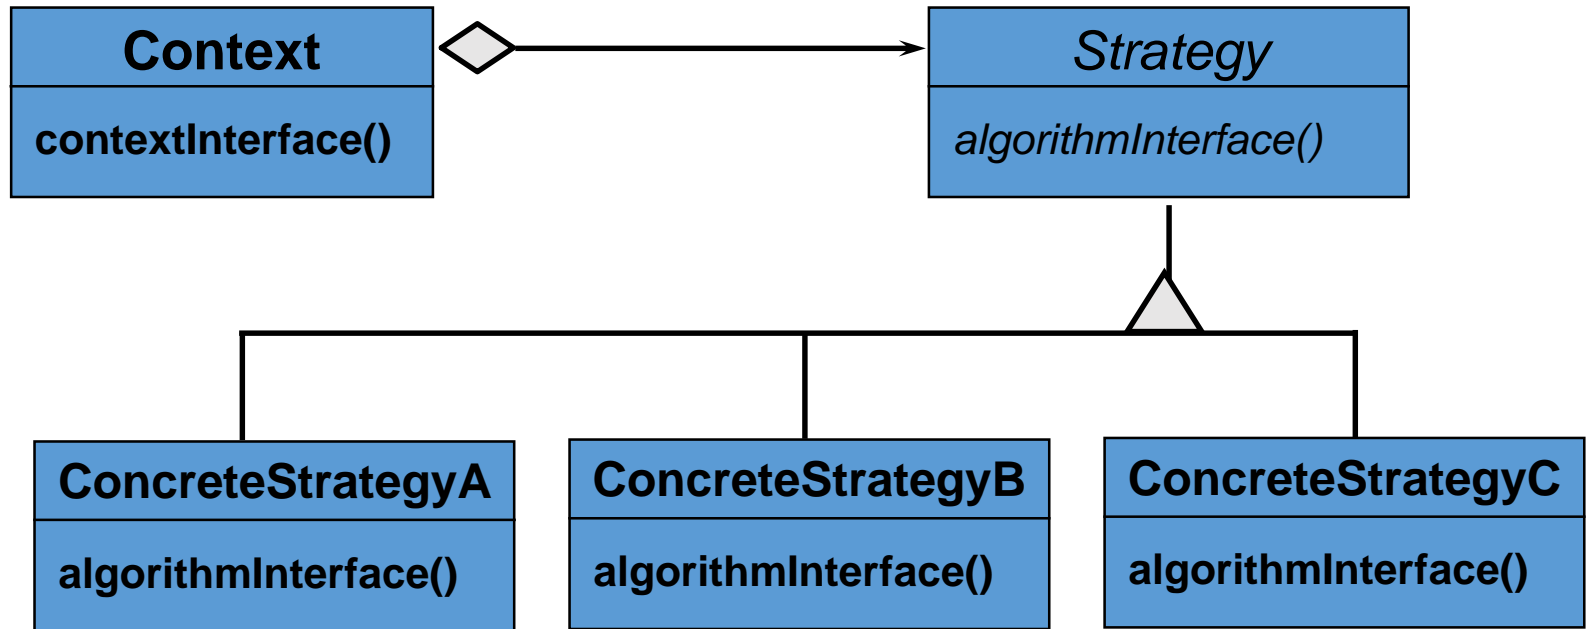 Context
Strategy
contextInterface()
algorithmInterface()
ConcreteStrategyA
ConcreteStrategyB
ConcreteStrategyC
algorithmInterface()
algorithmInterface()
algorithmInterface()